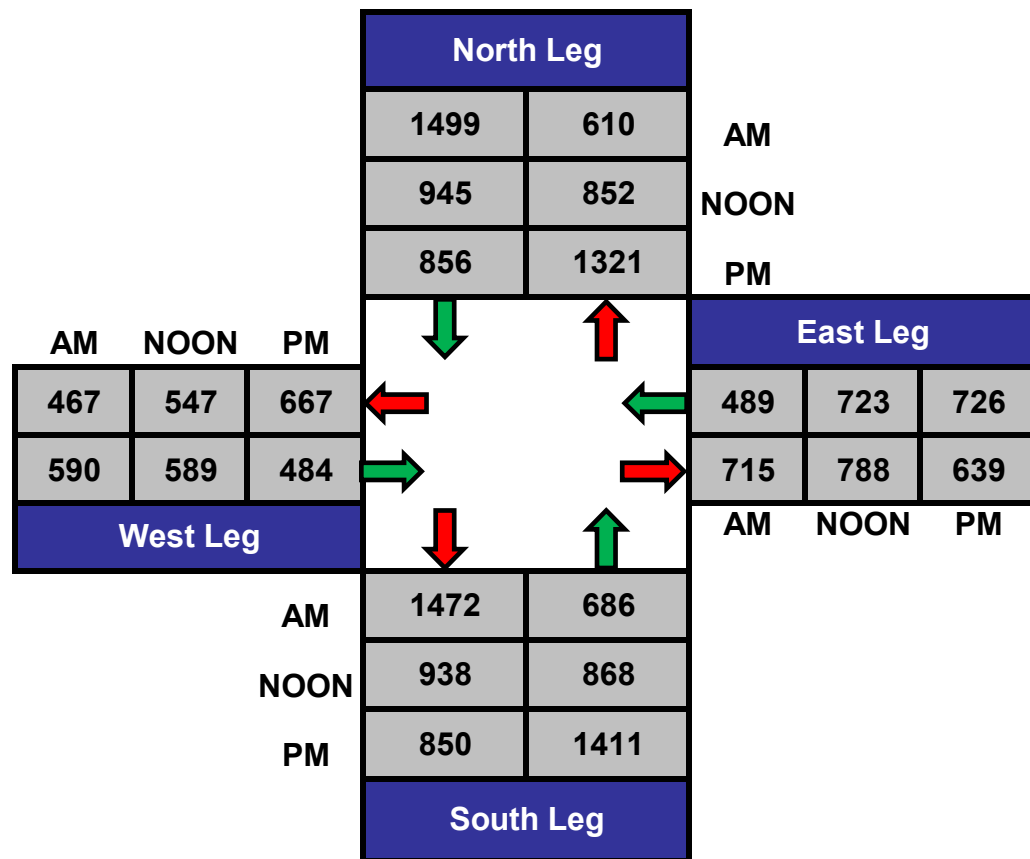 North Leg
1499 610 AM
945 852 NOON
856 1321 PM
AM NOON PM East Leg
467 547 667 489 723 726
590 589 484 715 788 639
West Leg AM NOON PM
AM 1472 686
NOON 938 868
PM 850 1411
South Leg